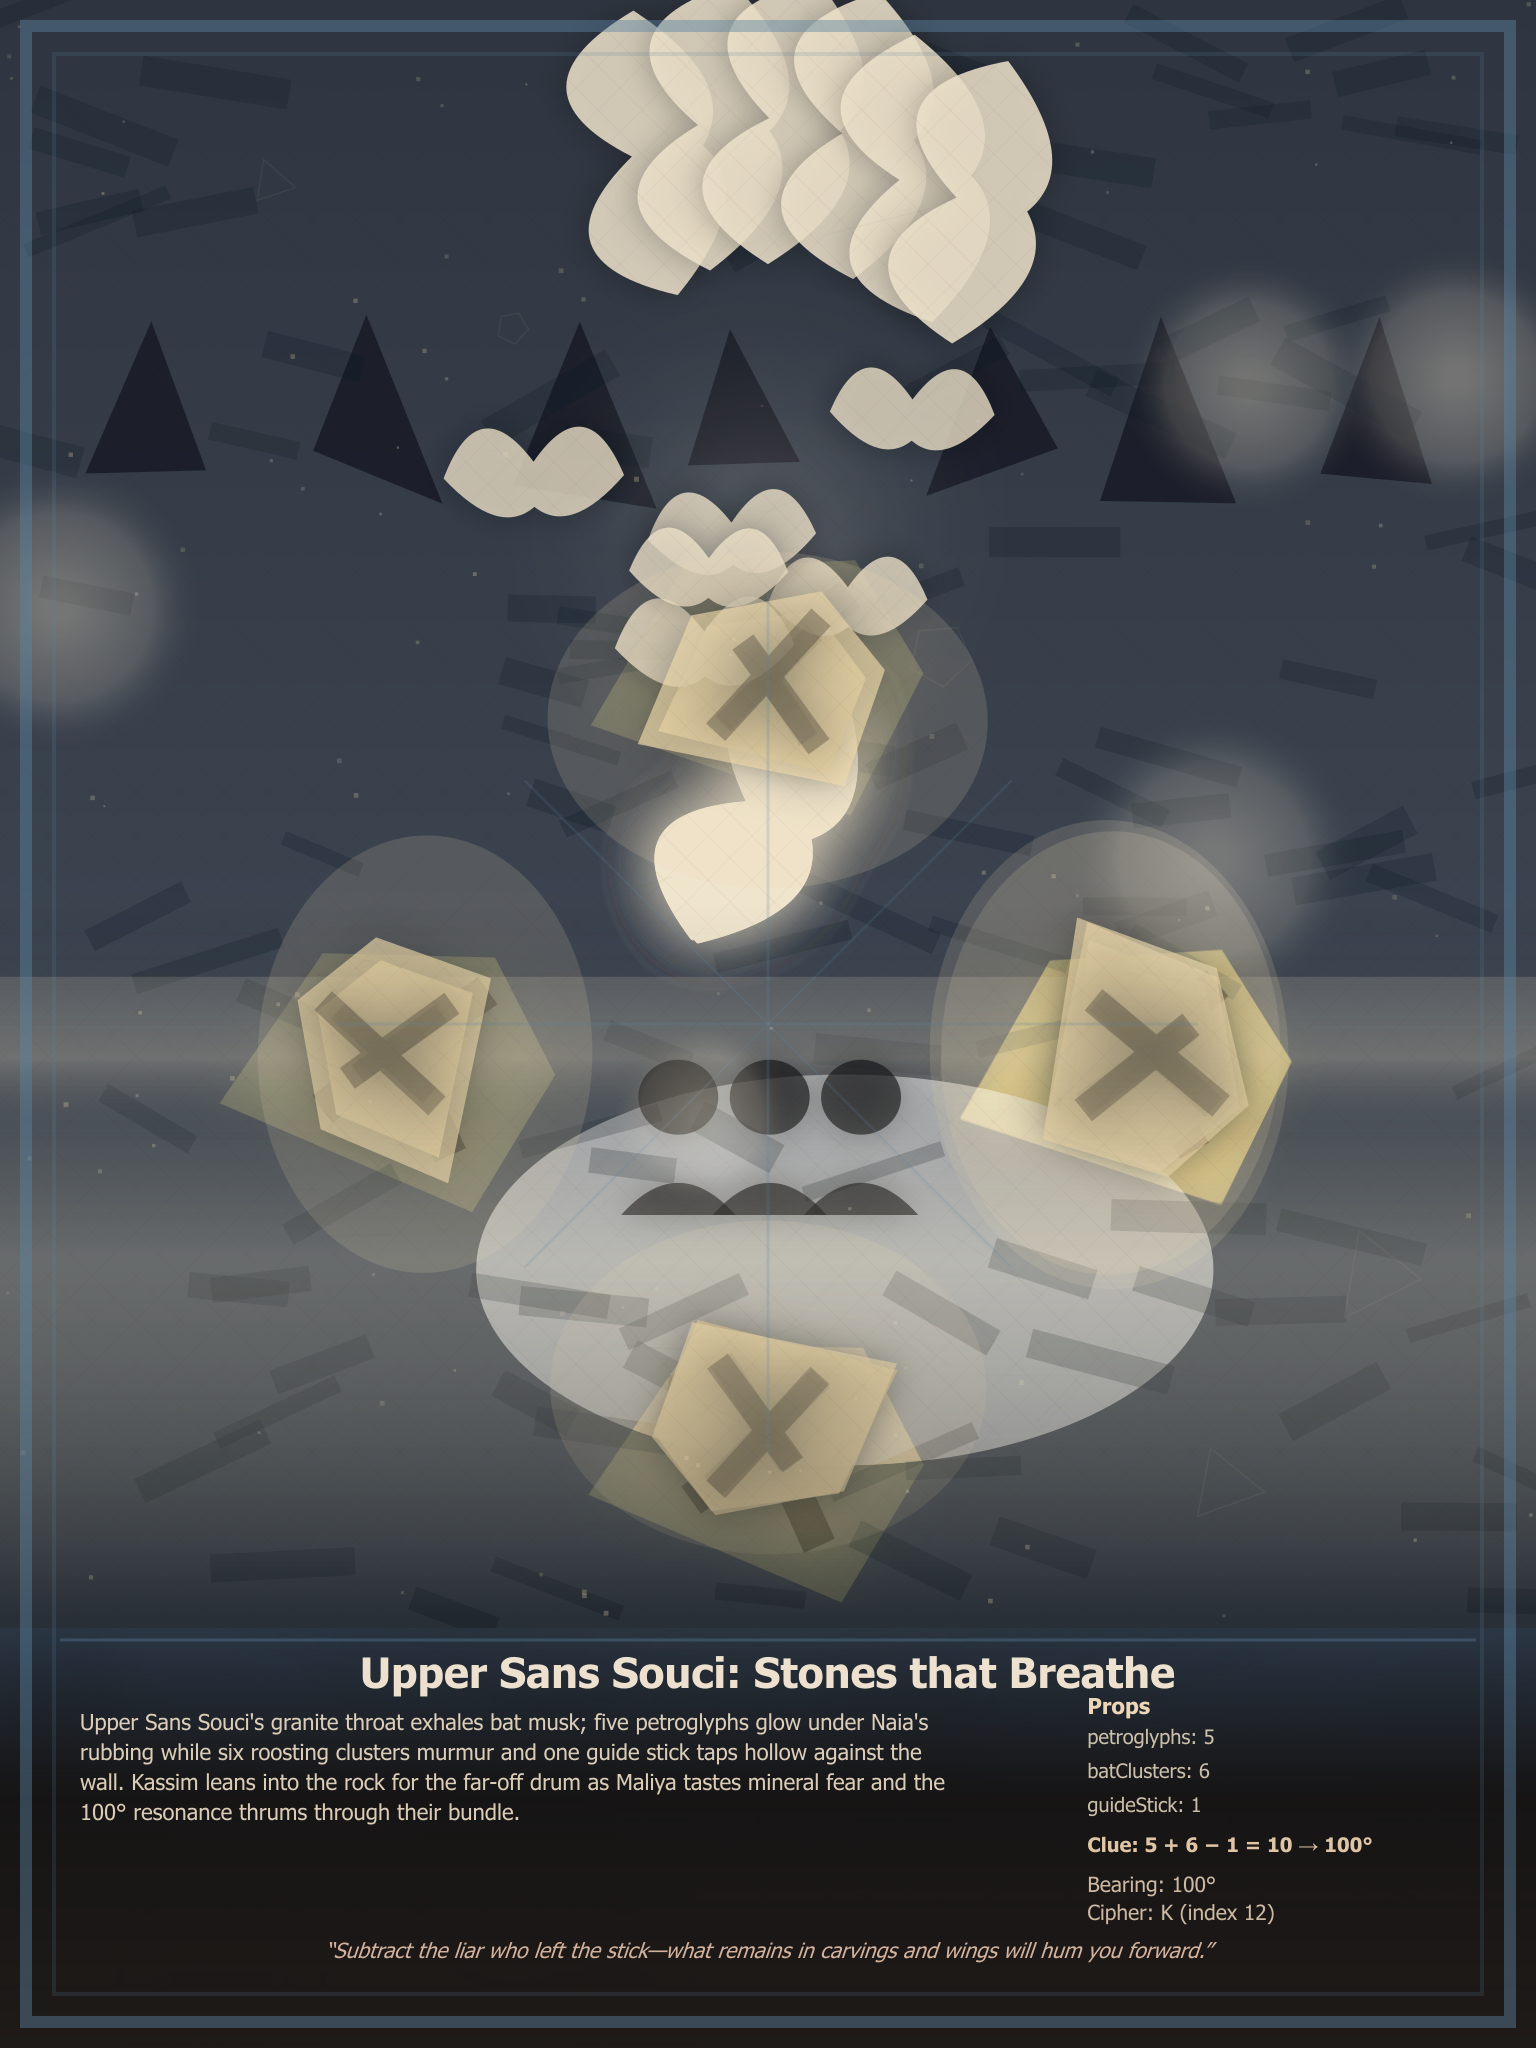 Upper Sans Souci: Stones that Breathe
Upper Sans Souci's granite throat exhales bat musk; five petroglyphs glow under Naia's
rubbing while six roosting clusters murmur and one guide stick taps hollow against the
wall. Kassim leans into the rock for the far-off drum as Maliya tastes mineral fear and the
100° resonance thrums through their bundle.
Props
petroglyphs: 5
batClusters: 6
guideStick: 1
Clue: 5 + 6 − 1 = 10 → 100°
Bearing: 100°
Cipher: K (index 12)
“Subtract the liar who left the stick—what remains in carvings and wings will hum you forward.”